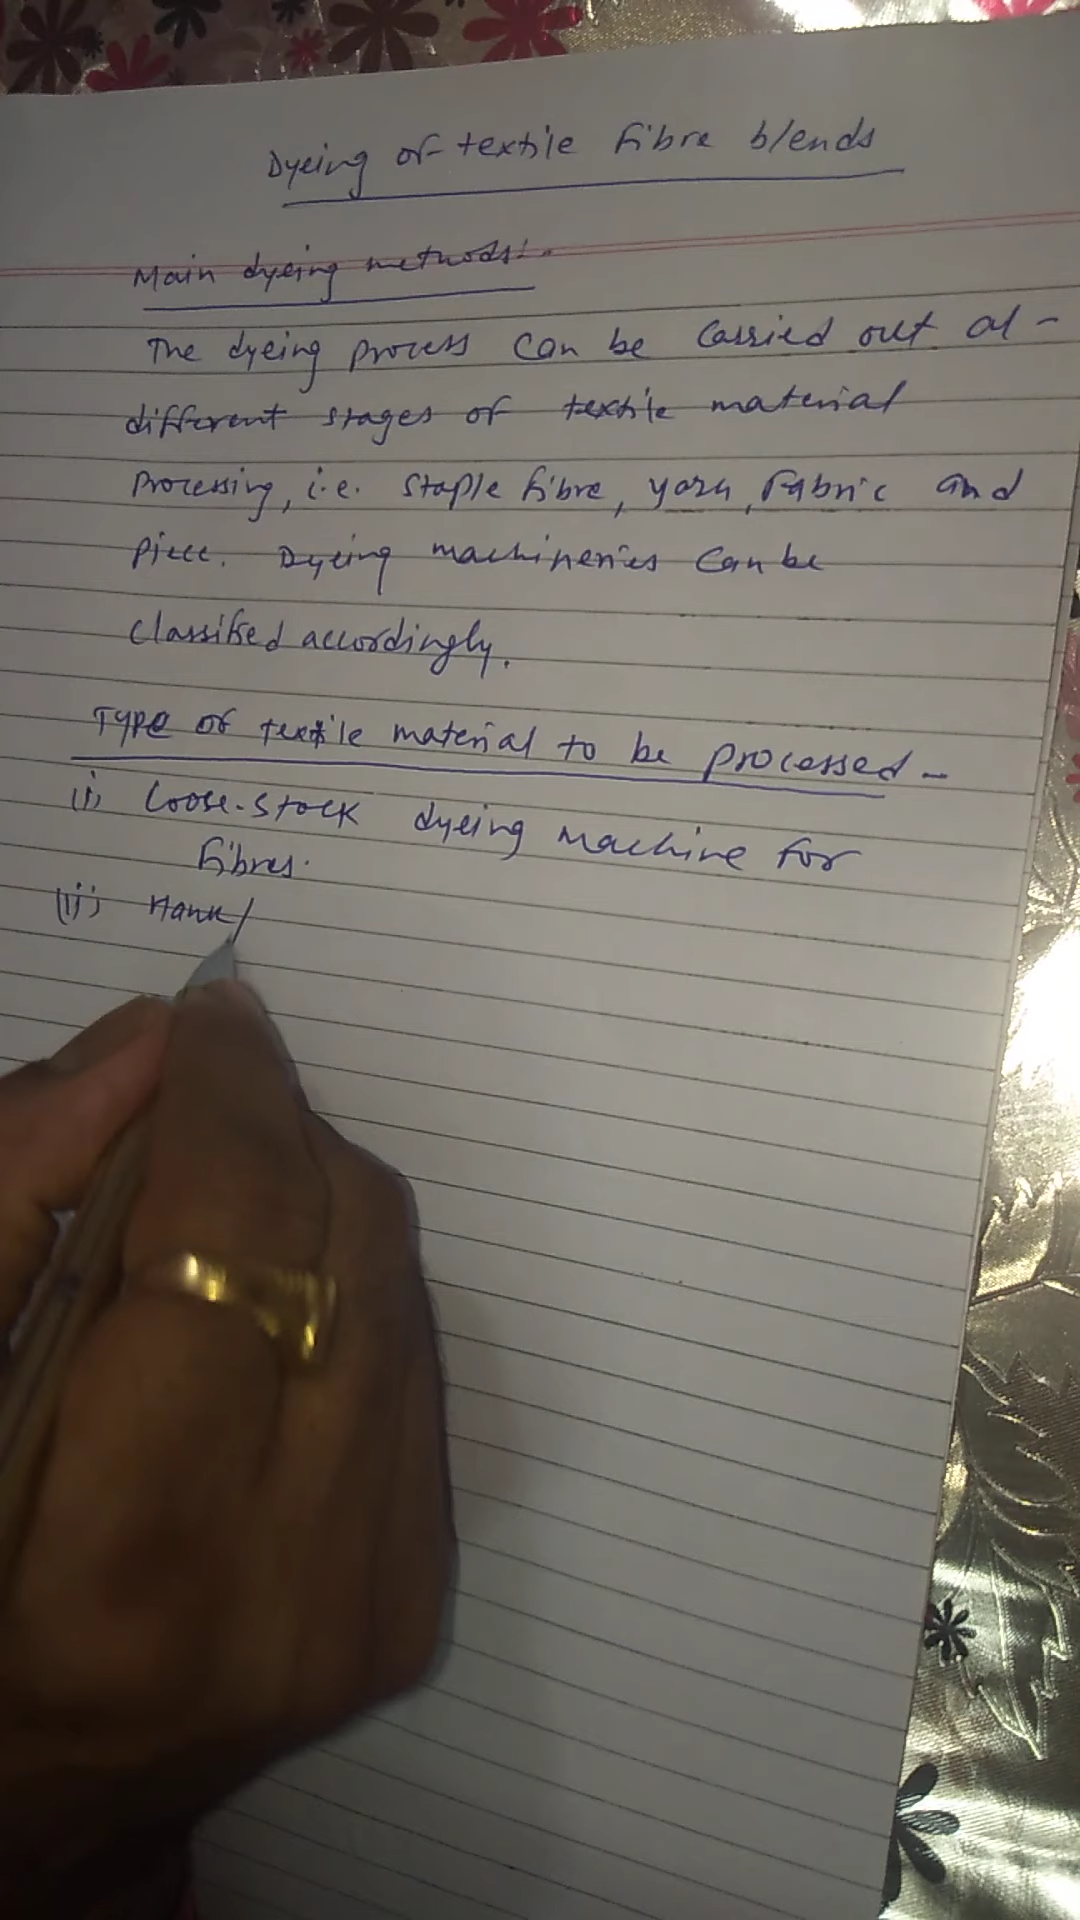 Dyeing of textile fibre blends
Main dyeing methods:-
The dyeing process can be carried out at -
different stages of textile material
Processing, i.e. staple fibre, yarn, Fabric and
Piece. Dyeing machineries can be
classified accordingly.
Type of textile material to be processed -
(i) Loose-stock dyeing machine for
fibres.
(ii) Hank/